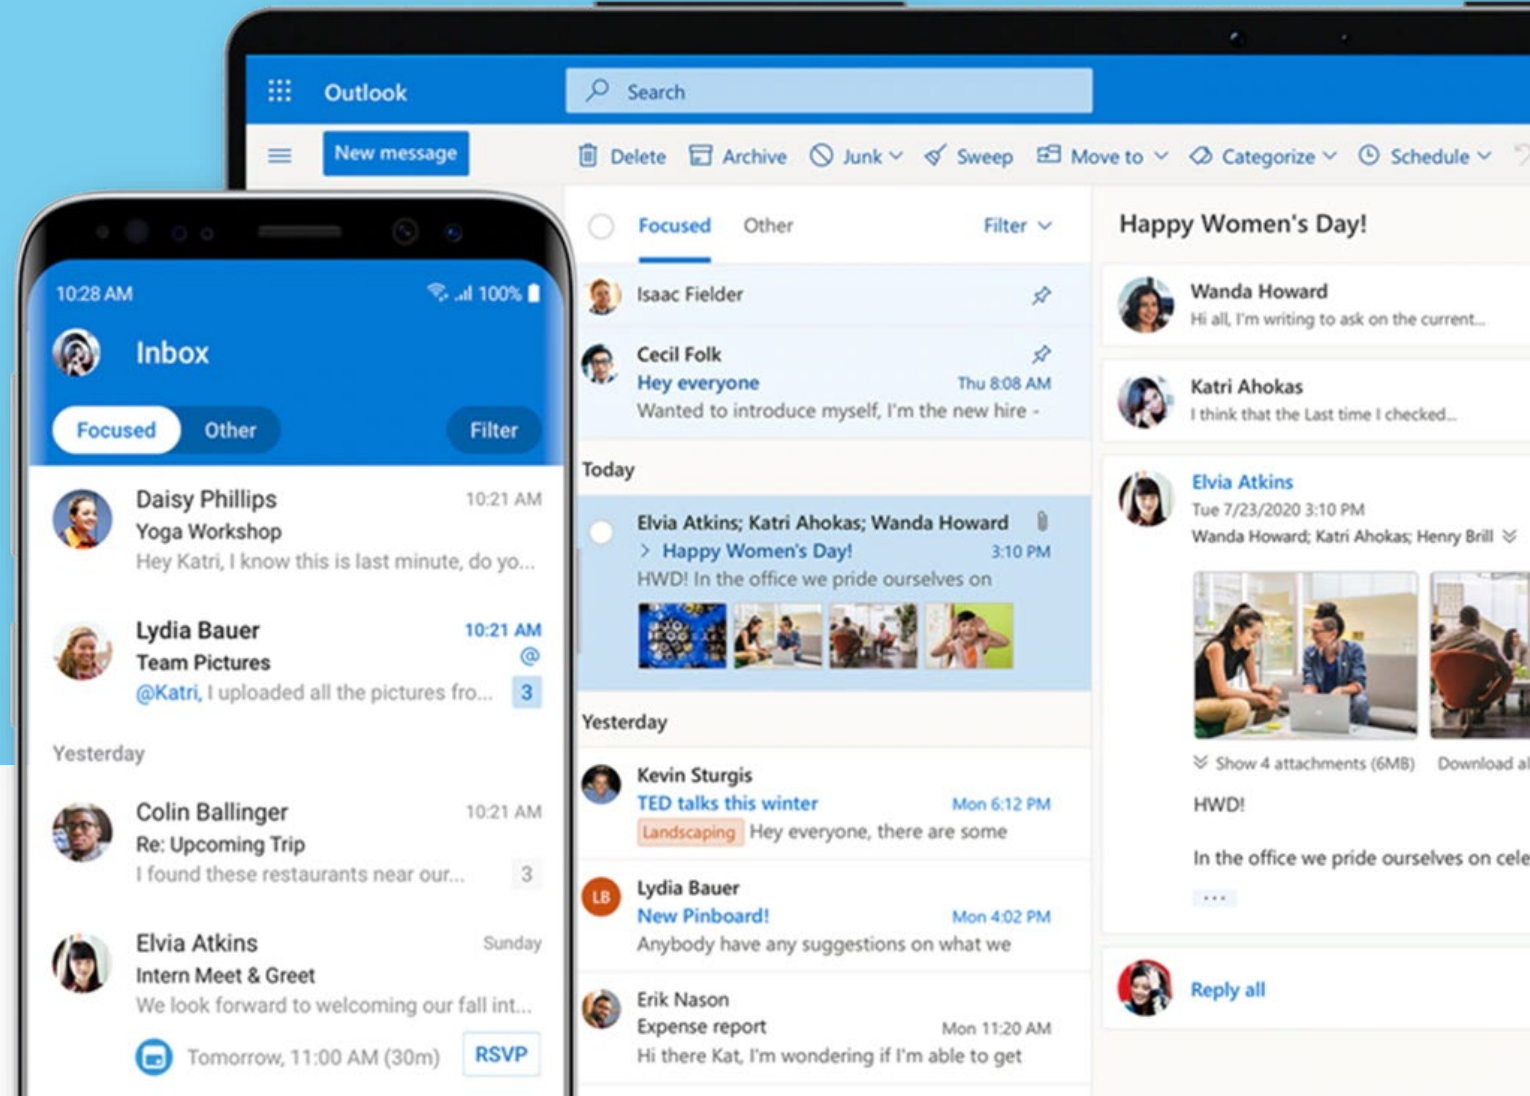 Outlook
Search
New message
Delete
Archive
Junk
Sweep
Move to
Categorize
Schedule
10:28 AM
100%
Inbox
Focused
Other
Filter
Daisy Phillips
10:21 AM
Yoga Workshop
Hey Katri, I know this is last minute, do yo...
Lydia Bauer
10:21 AM
Team Pictures
@
@Katri, I uploaded all the pictures fro...
3
Yesterday
Colin Ballinger
10:21 AM
Re: Upcoming Trip
I found these restaurants near our...
3
Elvia Atkins
Sunday
Intern Meet & Greet
We look forward to welcoming our fall int...
Tomorrow, 11:00 AM (30m)
RSVP
Focused
Other
Filter
Isaac Fielder
Cecil Folk
Hey everyone
Thu 8:08 AM
Wanted to introduce myself, I'm the new hire -
Today
Elvia Atkins; Katri Ahokas; Wanda Howard
> Happy Women's Day!
3:10 PM
HWD! In the office we pride ourselves on
Yesterday
Kevin Sturgis
TED talks this winter
Mon 6:12 PM
Landscaping
Hey everyone, there are some
LB
Lydia Bauer
New Pinboard!
Mon 4:02 PM
Anybody have any suggestions on what we
Erik Nason
Expense report
Mon 11:20 AM
Hi there Kat, I'm wondering if I'm able to get
Happy Women's Day!
Wanda Howard
Hi all, I'm writing to ask on the current...
Katri Ahokas
I think that the Last time I checked...
Elvia Atkins
Tue 7/23/2020 3:10 PM
Wanda Howard; Katri Ahokas; Henry Brill
Show 4 attachments (6MB)
Download al
HWD!
In the office we pride ourselves on cele
...
Reply all